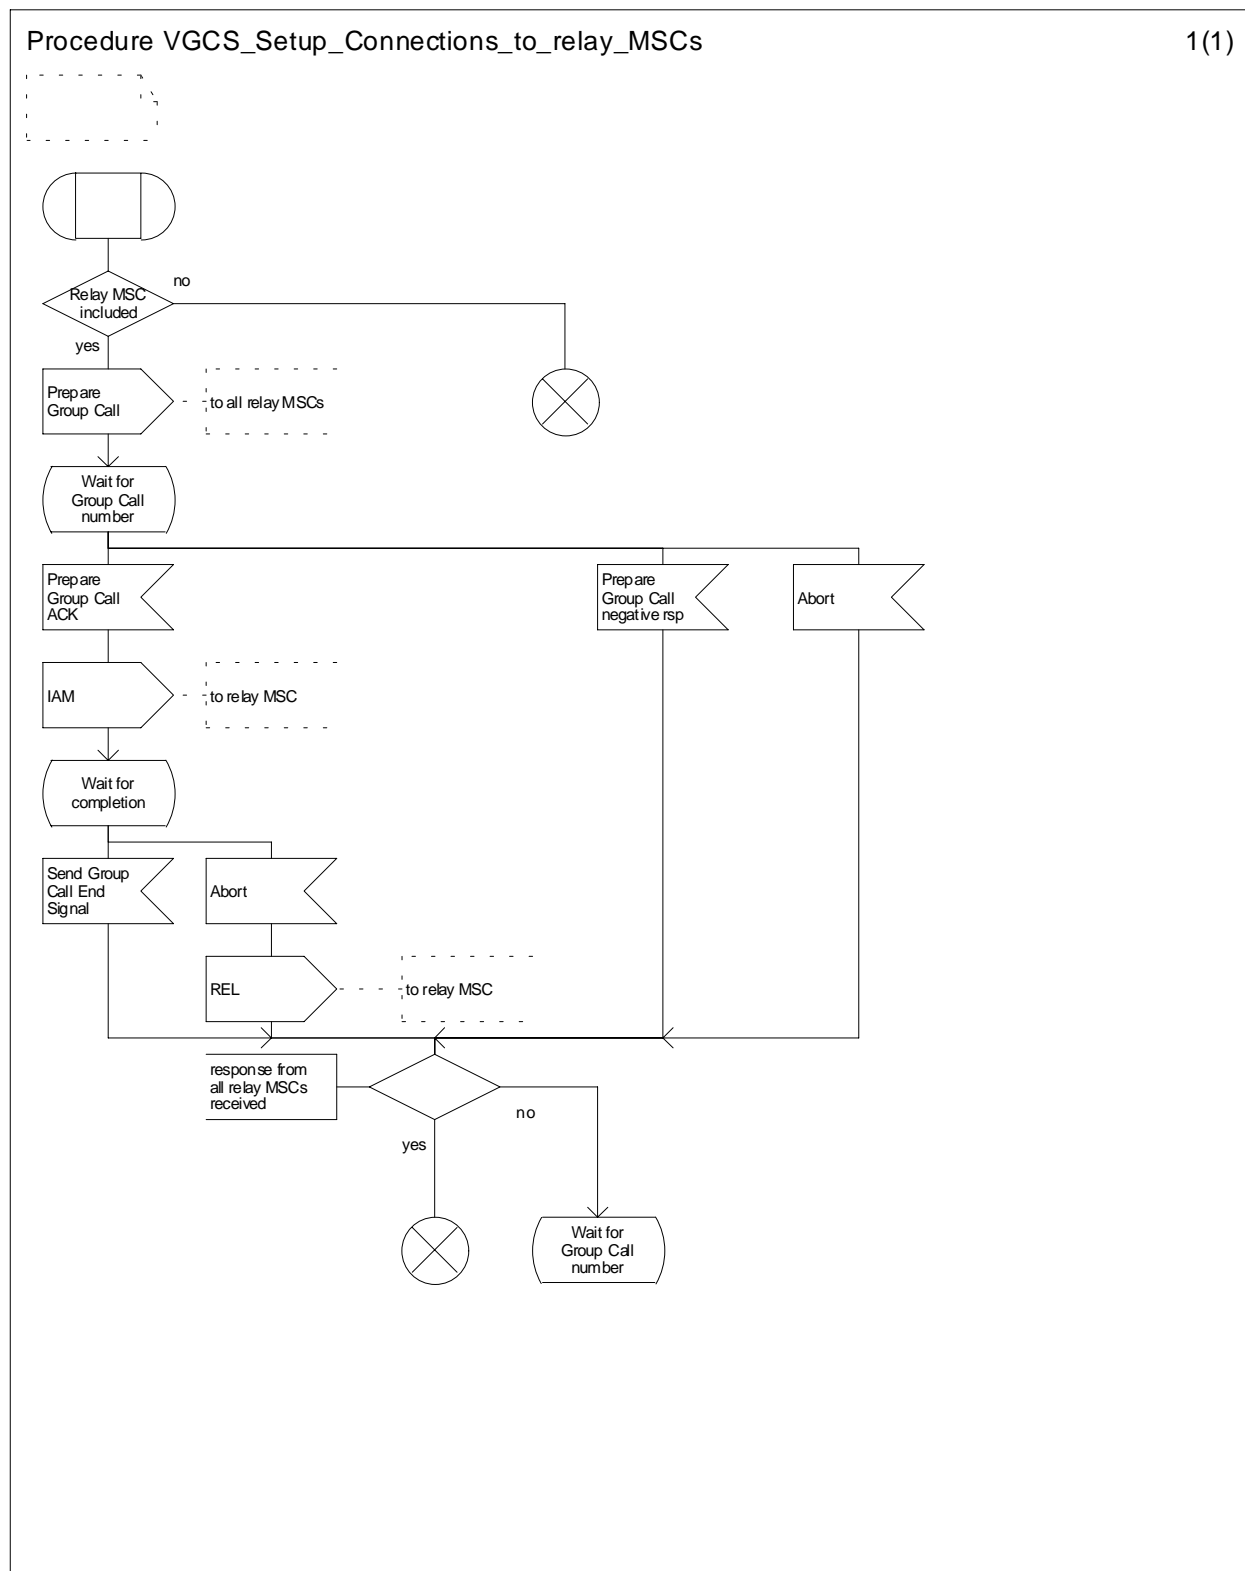 Procedure VGCS_Setup_Connections_to_relay_MSCs
1(1)
no
Relay MSC
included
yes
Prepare
Group Call
to all relay MSCs
Wait for
Group Call
number
Prepare
Group Call
ACK
Prepare
Group Call
negative rsp
Abort
IAM
to relay MSC
Wait for
completion
Send Group
Call End
Signal
Abort
REL
to relay MSC
response from
all relay MSCs
received
no
yes
Wait for
Group Call
number